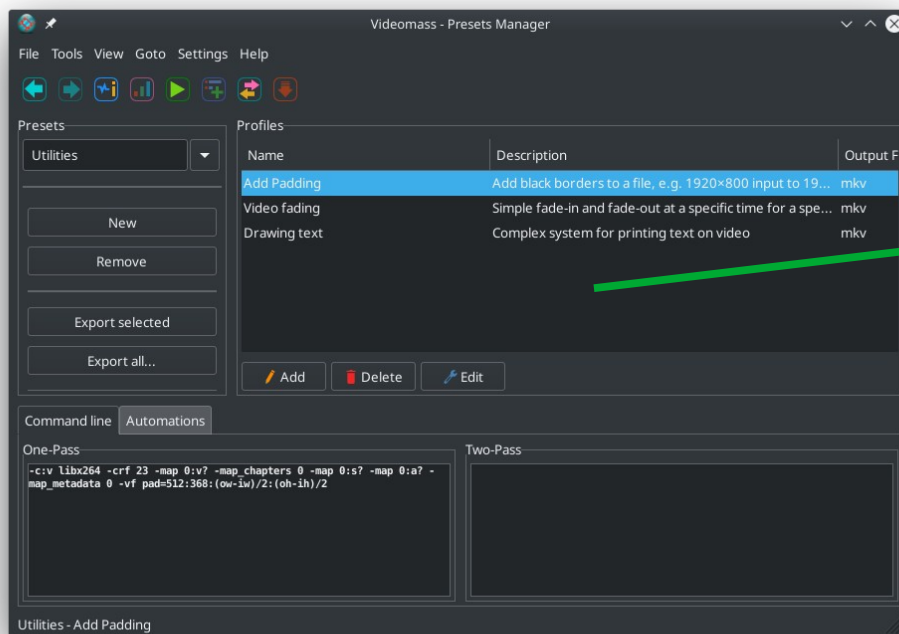 Videomass - Presets Manager
File Tools View Goto Settings Help
Presets
Utilities
New
Remove
Export selected
Export all...
Profiles
Name Description Output F
Add Padding Add black borders to a file, e.g. 1920×800 input to 19... mkv
Video fading Simple fade-in and fade-out at a specific time for a spe... mkv
Drawing text Complex system for printing text on video mkv
Add Delete Edit
Command line Automations
One-Pass
-c:v libx264 -crf 23 -map 0:v? -map_chapters 0 -map 0:s? -map 0:a? -
map_metadata 0 -vf pad=512:368:(ow-iw)/2:(oh-ih)/2
Two-Pass
Utilities - Add Padding